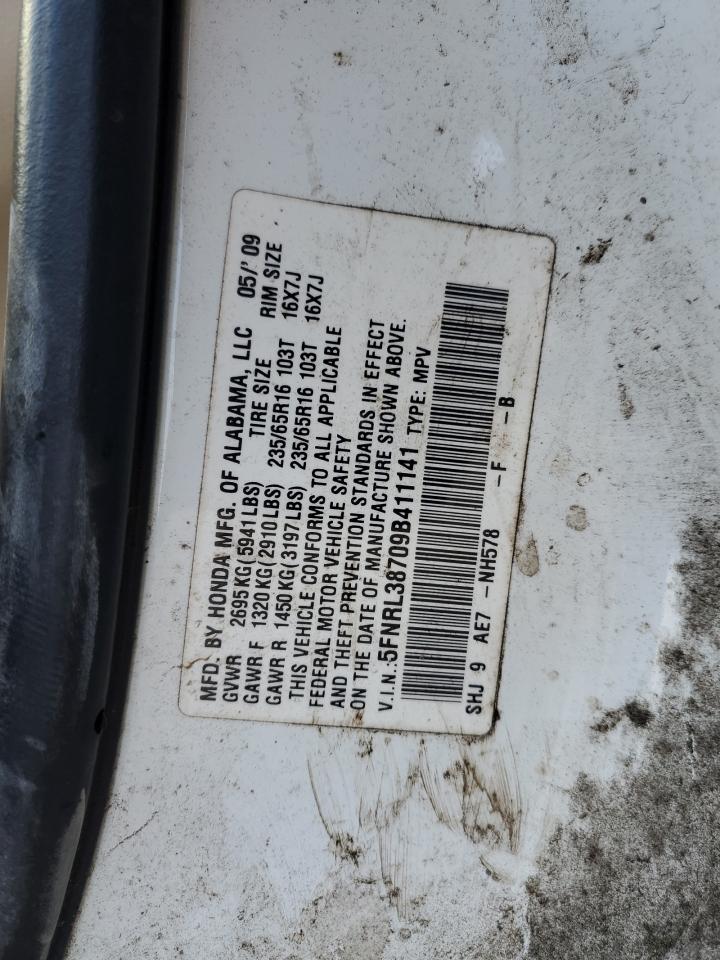 MFD. BY HONDA MFG. OF ALABAMA, LLC 05/' 09
GVWR 2695KG(5941LBS) TIRE SIZE RIM SIZE
GAWR F 1320KG(2910LBS) 235/65R16 103T 16X7J
GAWR R 1450KG(3197LBS) 235/65R16 103T 16X7J
THIS VEHICLE CONFORMS TO ALL APPLICABLE
FEDERAL MOTOR VEHICLE SAFETY
AND THEFT PREVENTION STANDARDS IN EFFECT
ON THE DATE OF MANUFACTURE SHOWN ABOVE.
V.I.N.:5FNRL38709B411141 TYPE: MPV
SHJ 9 AE7 -NH578 -F -B